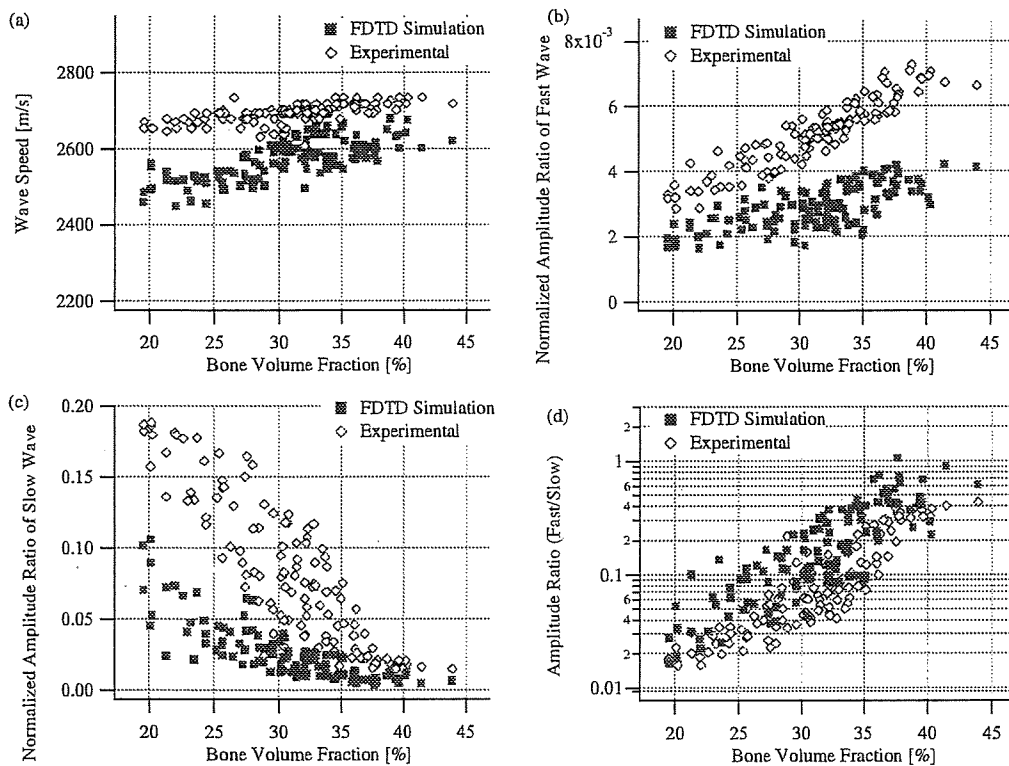 (a)
FDTD Simulation
Experimental
2800
2600
2400
2200
Wave Speed [m/s]
20 25 30 35 40 45
Bone Volume Fraction [%]
(b)
FDTD Simulation
Experimental
8x10⁻³
6
4
2
0
Normalized Amplitude Ratio of Fast Wave
20 25 30 35 40 45
Bone Volume Fraction [%]
(c)
FDTD Simulation
Experimental
0.20
0.15
0.10
0.05
0.00
Normalized Amplitude Ratio of Slow Wave
20 25 30 35 40 45
Bone Volume Fraction [%]
(d)
FDTD Simulation
Experimental
2
1
6
4
2
0.1
6
4
2
0.01
Amplitude Ratio (Fast/Slow)
20 25 30 35 40 45
Bone Volume Fraction [%]